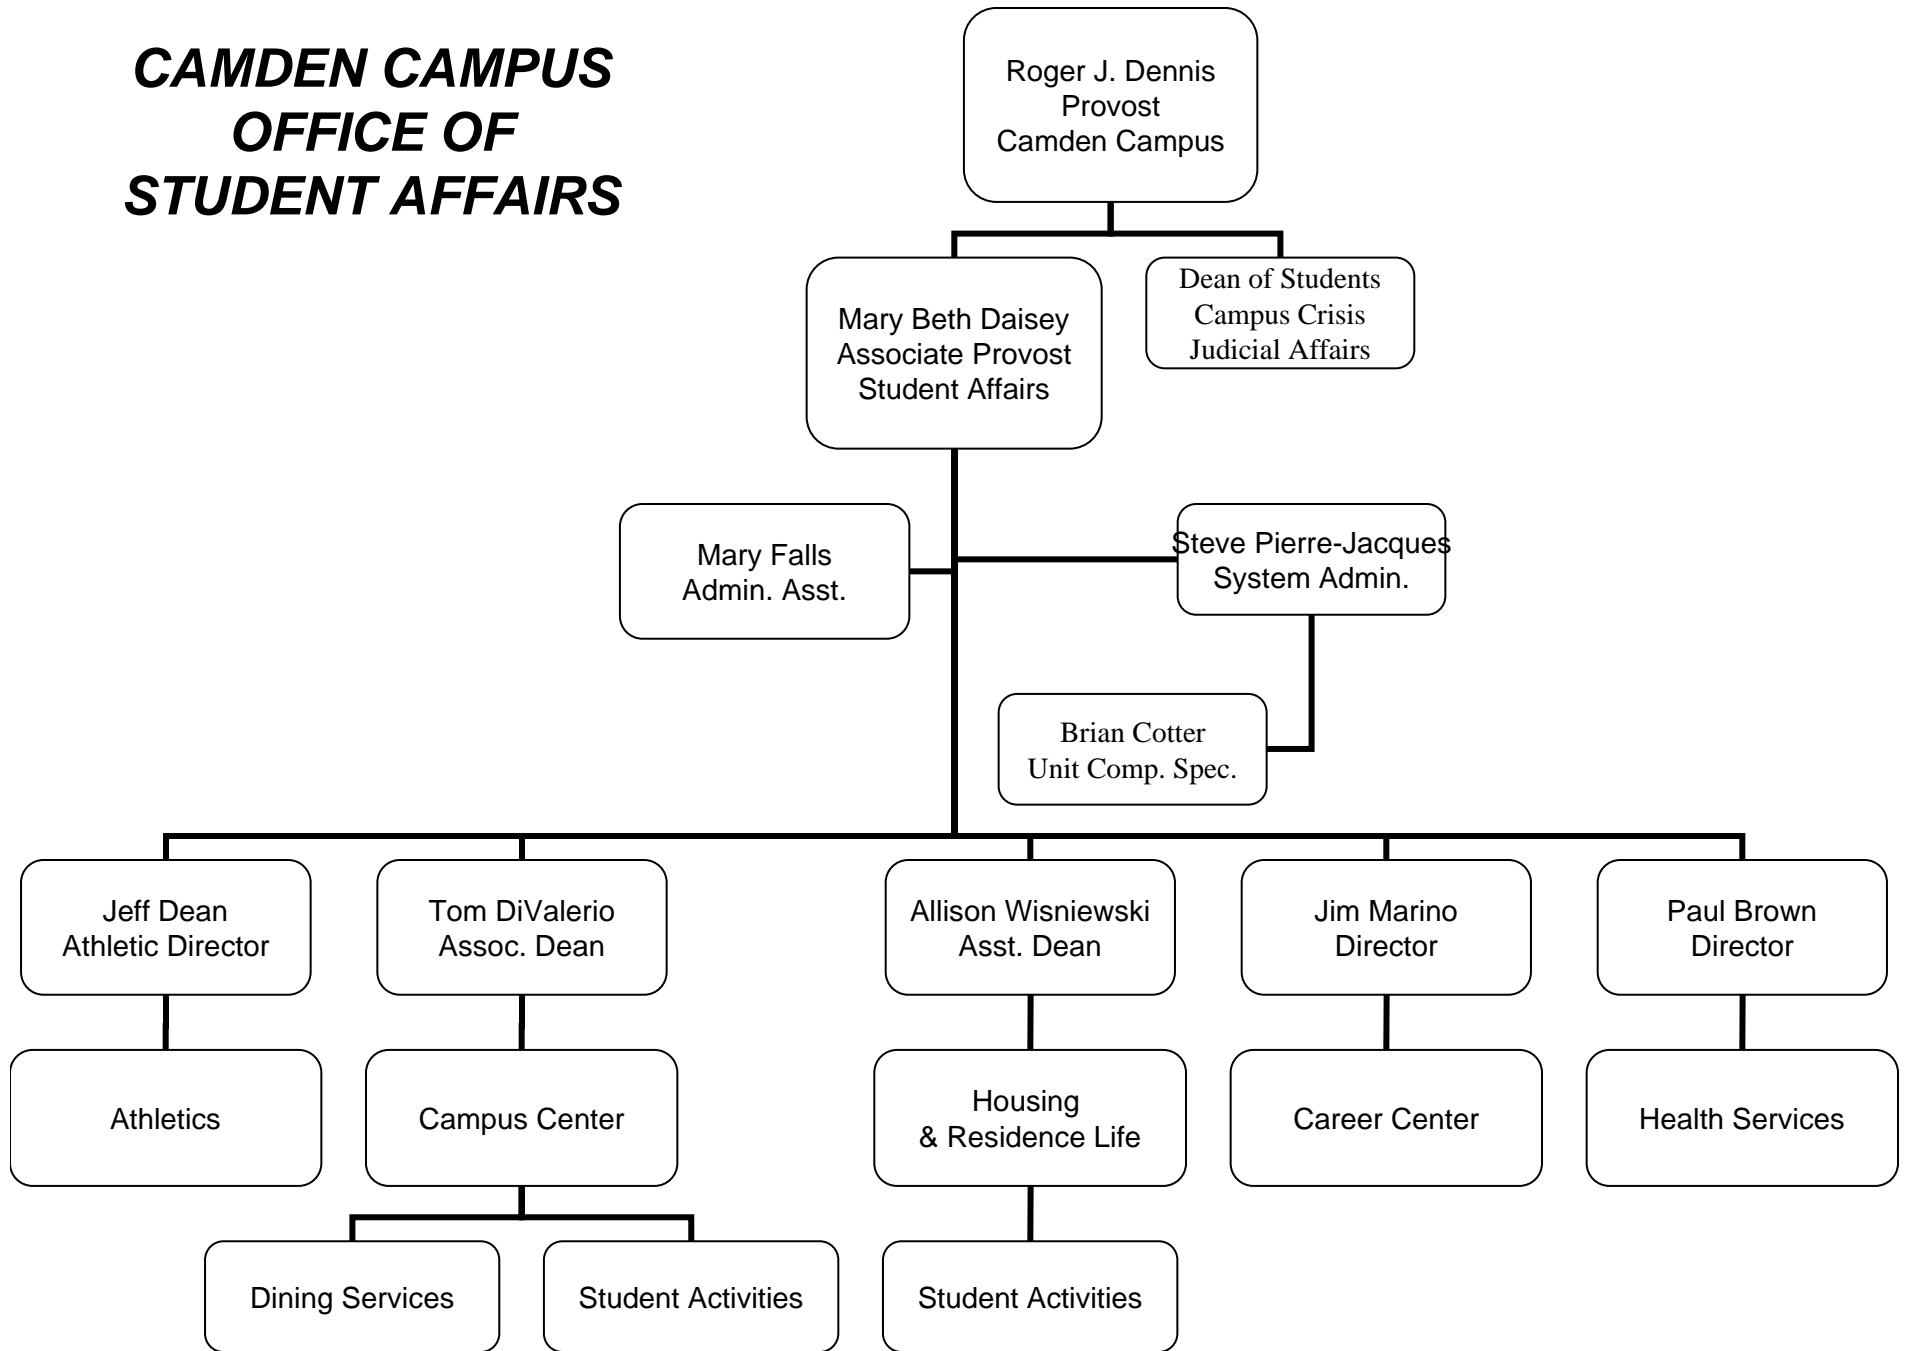 CAMDEN CAMPUS
OFFICE OF
STUDENT AFFAIRS
Roger J. Dennis
Provost
Camden Campus
Mary Beth Daisey
Associate Provost
Student Affairs
Dean of Students
Campus Crisis
Judicial Affairs
Mary Falls
Admin. Asst.
Steve Pierre-Jacques
System Admin.
Brian Cotter
Unit Comp. Spec.
Jeff Dean
Athletic Director
Tom DiValerio
Assoc. Dean
Allison Wisniewski
Asst. Dean
Jim Marino
Director
Paul Brown
Director
Athletics
Campus Center
Housing
& Residence Life
Career Center
Health Services
Dining Services
Student Activities
Student Activities